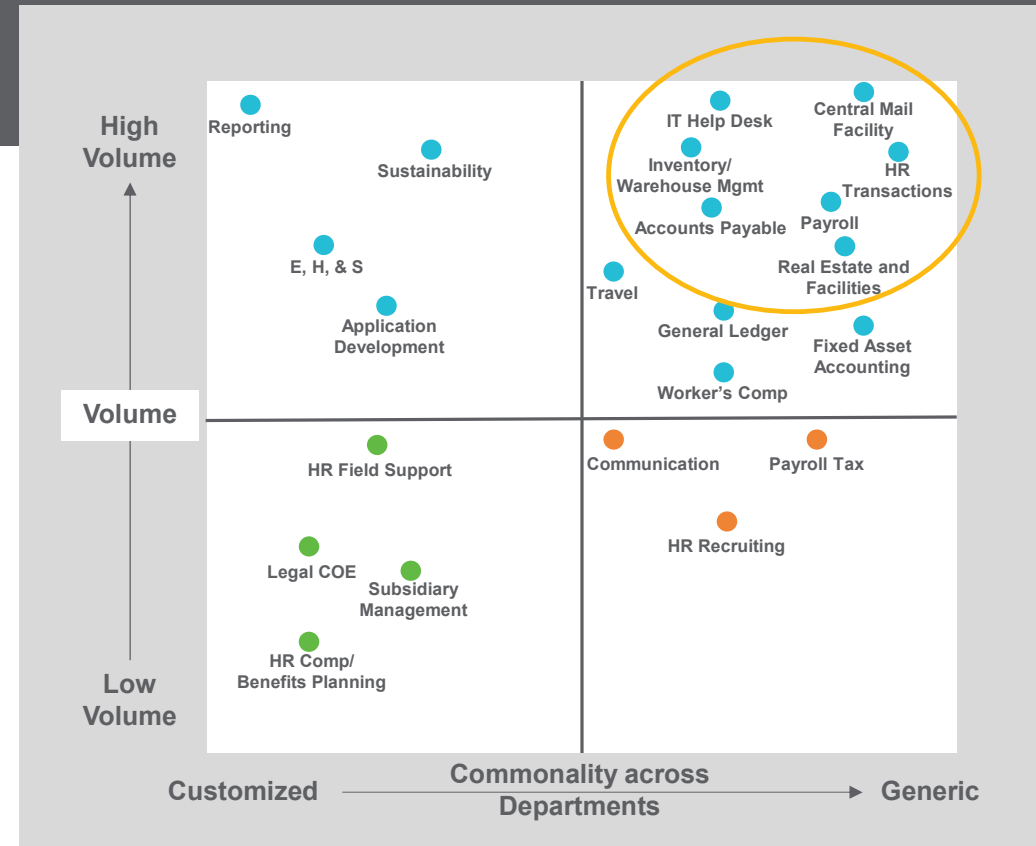 High
Volume
Volume
Low
Volume
Reporting
Sustainability
E, H, & S
Application
Development
IT Help Desk
Central Mail
Facility
Inventory/
Warehouse Mgmt
HR
Transactions
Accounts Payable
Payroll
Real Estate and
Facilities
Travel
General Ledger
Fixed Asset
Accounting
Worker’s Comp
HR Field Support
Legal COE
Subsidiary
Management
HR Comp/
Benefits Planning
Communication
Payroll Tax
HR Recruiting
Customized
Commonality across
Departments
Generic